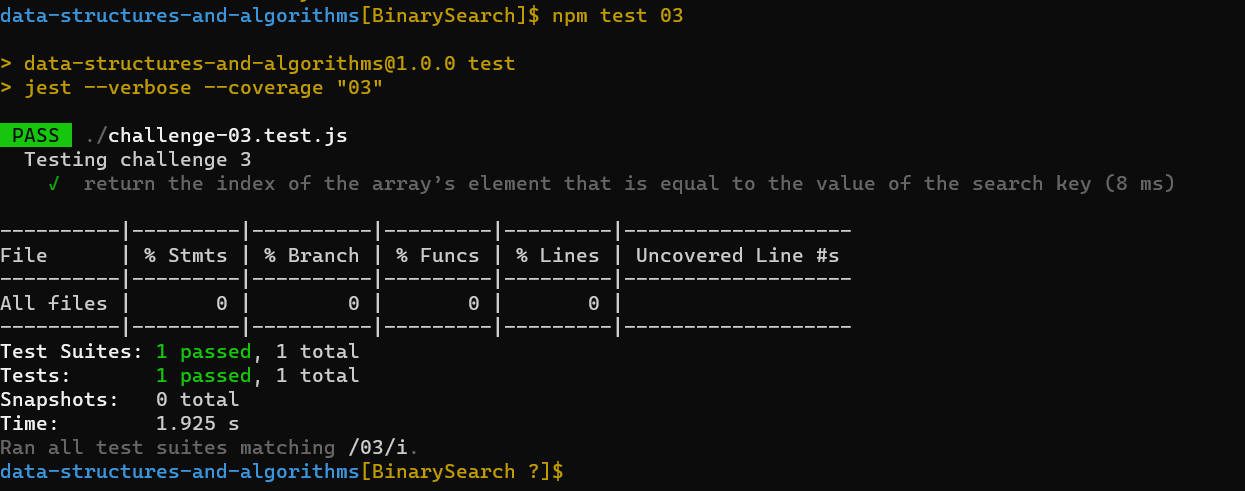 data-structures-and-algorithms[BinarySearch]$ npm test 03
> data-structures-and-algorithms@1.0.0 test
> jest --verbose --coverage "03"
PASS ./challenge-03.test.js
Testing challenge 3
√ return the index of the array’s element that is equal to the value of the search key (8 ms)
----------|---------|----------|---------|---------|-------------------
File      | % Stmts | % Branch | % Funcs | % Lines | Uncovered Line #s
----------|---------|----------|---------|---------|-------------------
All files |       0 |        0 |       0 |       0 |
----------|---------|----------|---------|---------|-------------------
Test Suites: 1 passed, 1 total
Tests:       1 passed, 1 total
Snapshots:   0 total
Time:        1.925 s
Ran all test suites matching /03/i.
data-structures-and-algorithms[BinarySearch ?]$